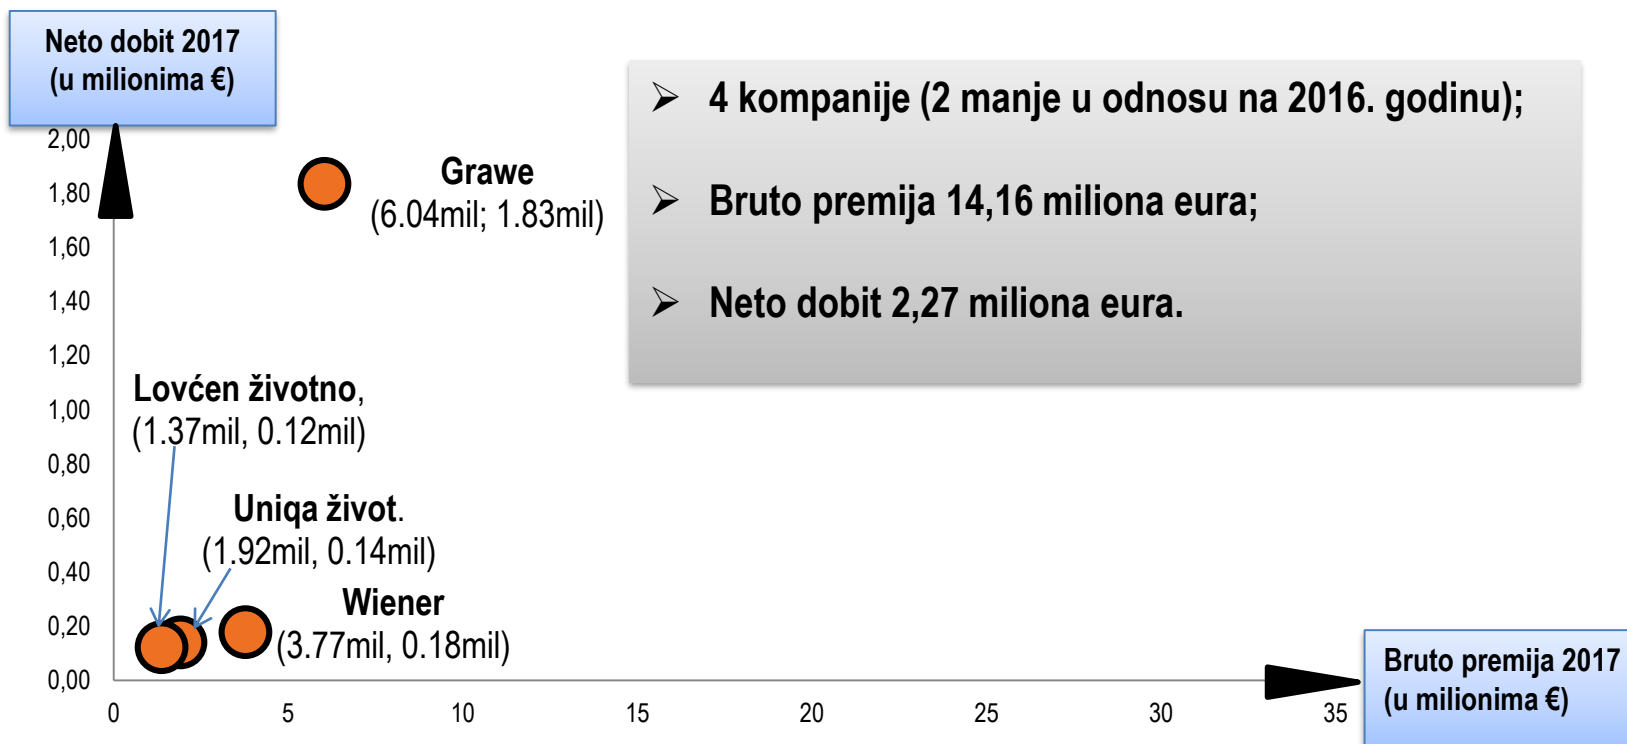 Neto dobit 2017
(u milionima €)
➢ 4 kompanije (2 manje u odnosu na 2016. godinu);
➢ Bruto premija 14,16 miliona eura;
➢ Neto dobit 2,27 miliona eura.
2,00
1,80
1,60
1,40
1,20
1,00
0,80
0,60
0,40
0,20
0,00
Grawe
(6.04mil; 1.83mil)
Lovćen životno,
(1.37mil, 0.12mil)
Uniqa život.
(1.92mil, 0.14mil)
Wiener
(3.77mil, 0.18mil)
0 5 10 15 20 25 30 35
Bruto premija 2017
(u milionima €)